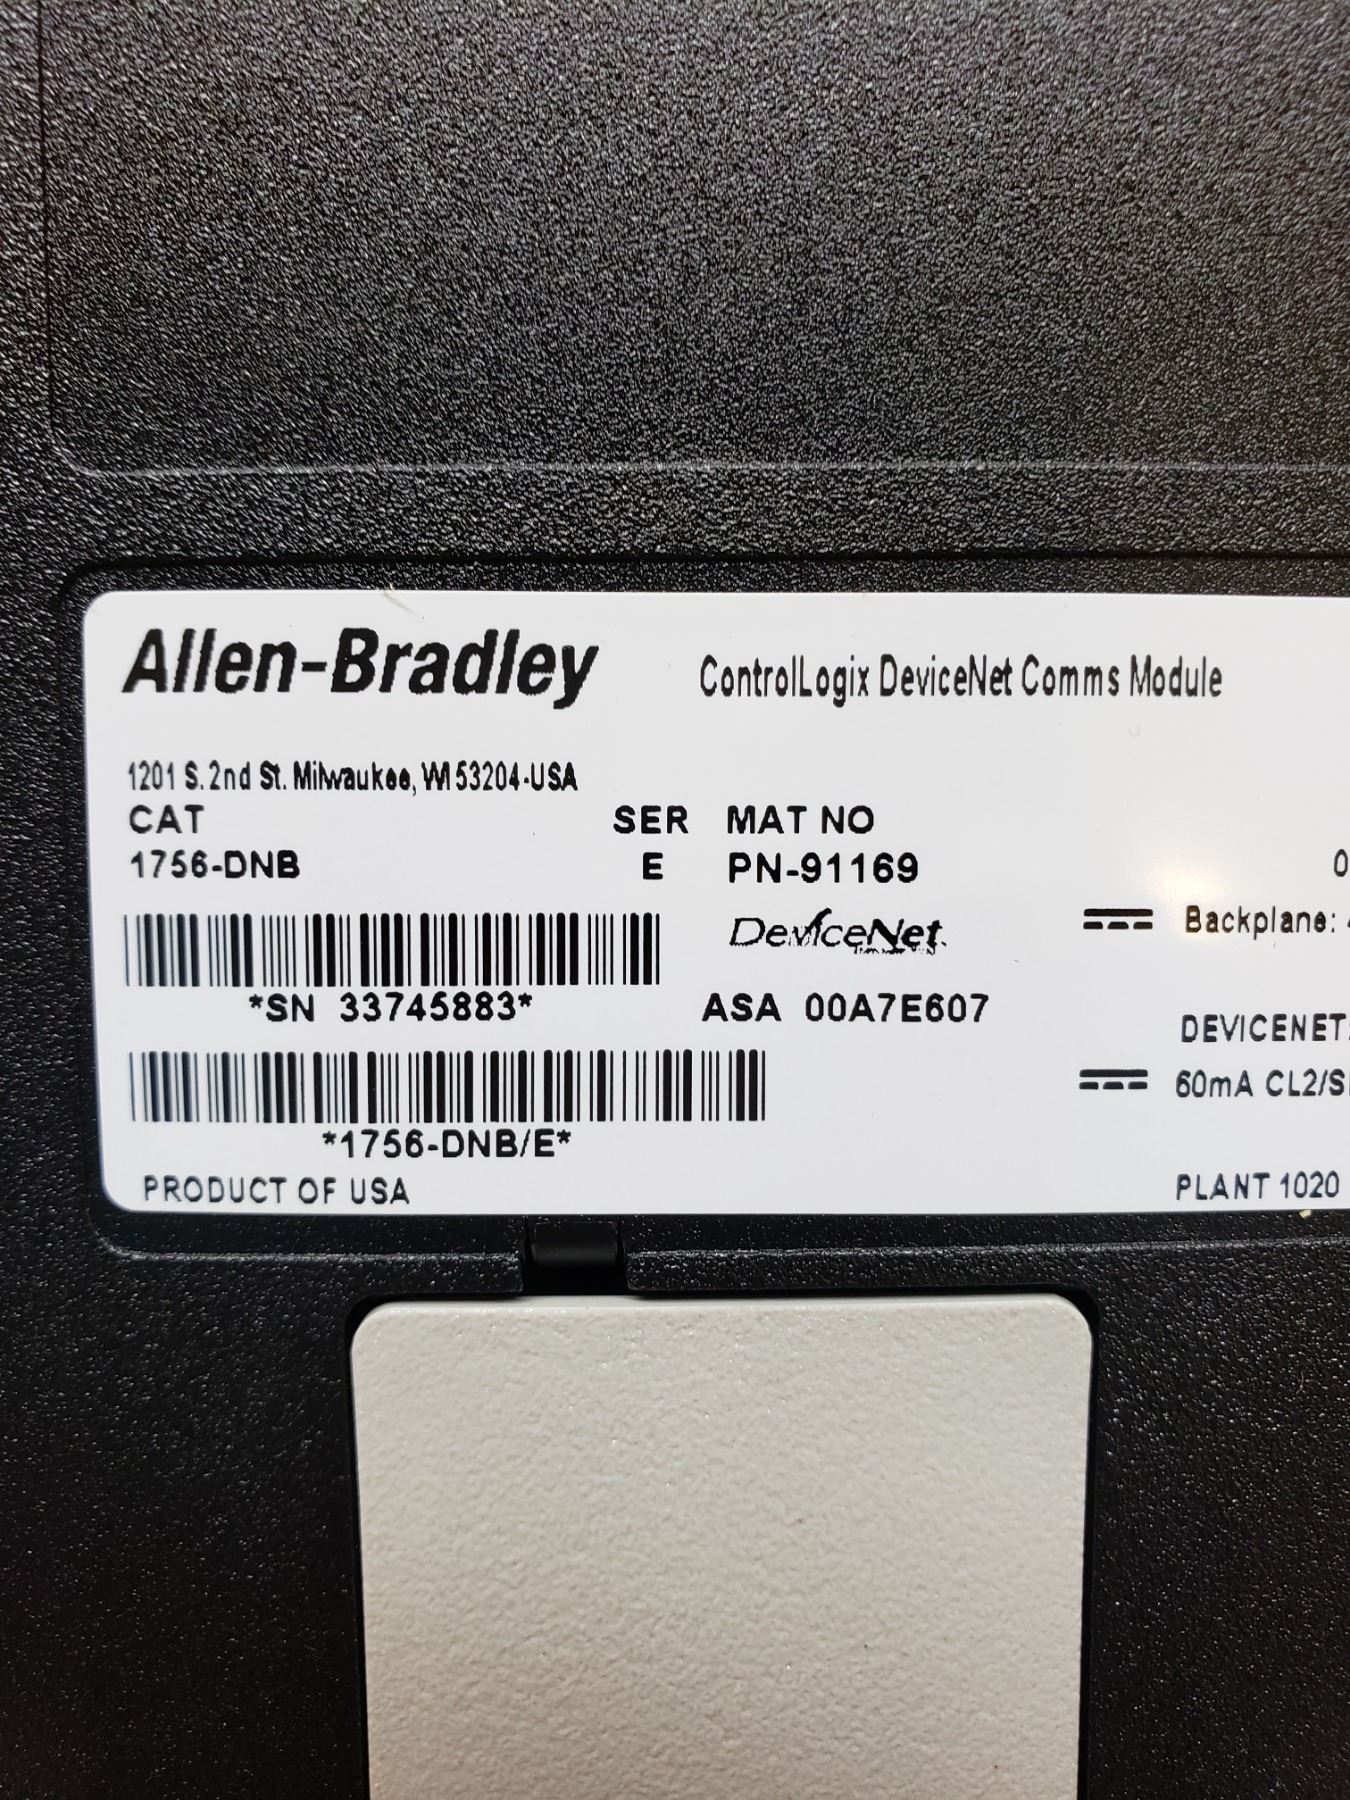 Allen-Bradley
ControlLogix DeviceNet Comms Module
1201 S. 2nd St. Milwaukee, WI 53204-USA
CAT SER MAT NO
1756-DNB E PN-91169
DeviceNet
Backplane:
*SN 33745883* ASA 00A7E607
DEVICENET:
60mA CL2/
*1756-DNB/E*
PRODUCT OF USA PLANT 1020